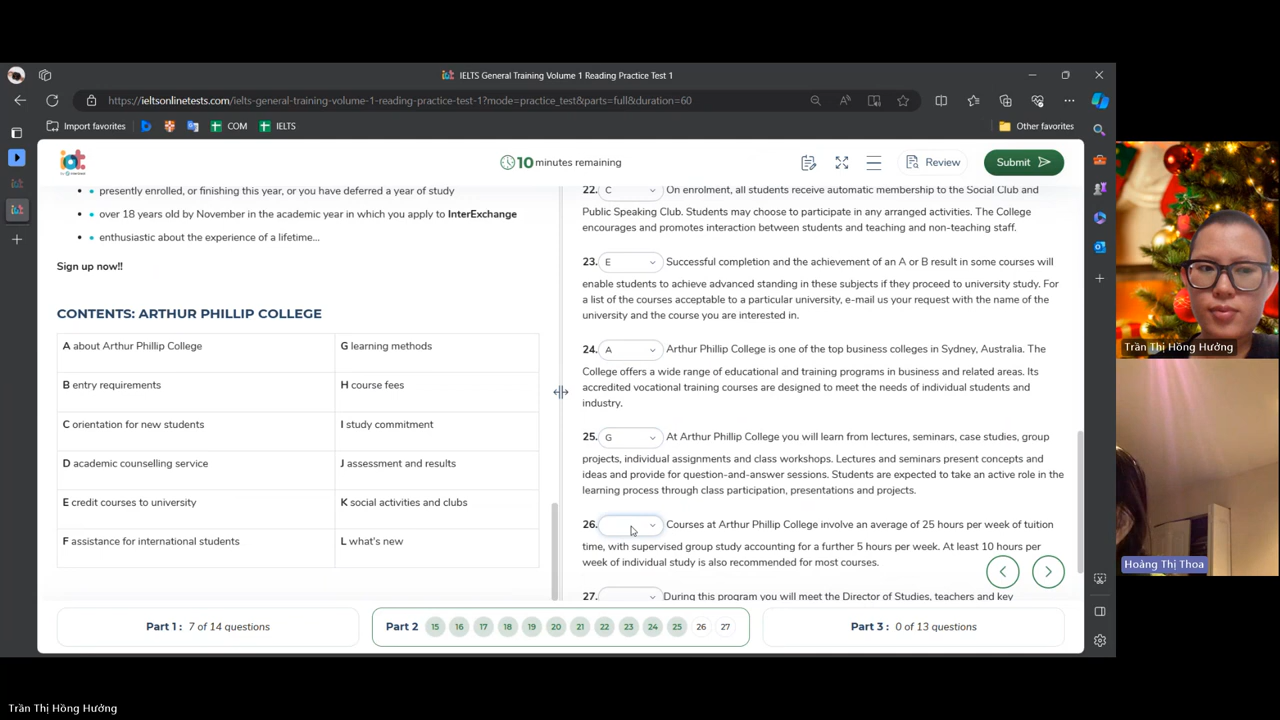 IELTS General Training Volume 1 Reading Practice Test 1
https://ieltsonlinetests.com/ielts-general-training-volume-1-reading-practice-test-1?mode=practice_test&parts=full&duration=60
Import favorites
COM
IELTS
Other favorites
iot
10 minutes remaining
Review
Submit
presently enrolled, or finishing this year, or you have deferred a year of study
over 18 years old by November in the academic year in which you apply to InterExchange
enthusiastic about the experience of a lifetime...
Sign up now!!
CONTENTS: ARTHUR PHILLIP COLLEGE
A about Arthur Phillip College
G learning methods
B entry requirements
H course fees
C orientation for new students
I study commitment
D academic counselling service
J assessment and results
E credit courses to university
K social activities and clubs
F assistance for international students
L what's new
22. C On enrolment, all students receive automatic membership to the Social Club and
Public Speaking Club. Students may choose to participate in any arranged activities. The College
encourages and promotes interaction between students and teaching and non-teaching staff.
23. E Successful completion and the achievement of an A or B result in some courses will
enable students to achieve advanced standing in these subjects if they proceed to university study. For
a list of the courses acceptable to a particular university, e-mail us your request with the name of the
university and the course you are interested in.
24. A Arthur Phillip College is one of the top business colleges in Sydney, Australia. The
College offers a wide range of educational and training programs in business and related areas. Its
accredited vocational training courses are designed to meet the needs of individual students and
industry.
25. G At Arthur Phillip College you will learn from lectures, seminars, case studies, group
projects, individual assignments and class workshops. Lectures and seminars present concepts and
ideas and provide for question-and-answer sessions. Students are expected to take an active role in the
learning process through class participation, presentations and projects.
26. Courses at Arthur Phillip College involve an average of 25 hours per week of tuition
time, with supervised group study accounting for a further 5 hours per week. At least 10 hours per
week of individual study is also recommended for most courses.
27. During this program you will meet the Director of Studies, teachers and key
Part 1 : 7 of 14 questions
Part 2 15 16 17 18 19 20 21 22 23 24 25 26 27
Part 3 : 0 of 13 questions
Trần Thị Hồng Hưởng
Hoàng Thị Thoa
Trần Thị Hồng Hưởng